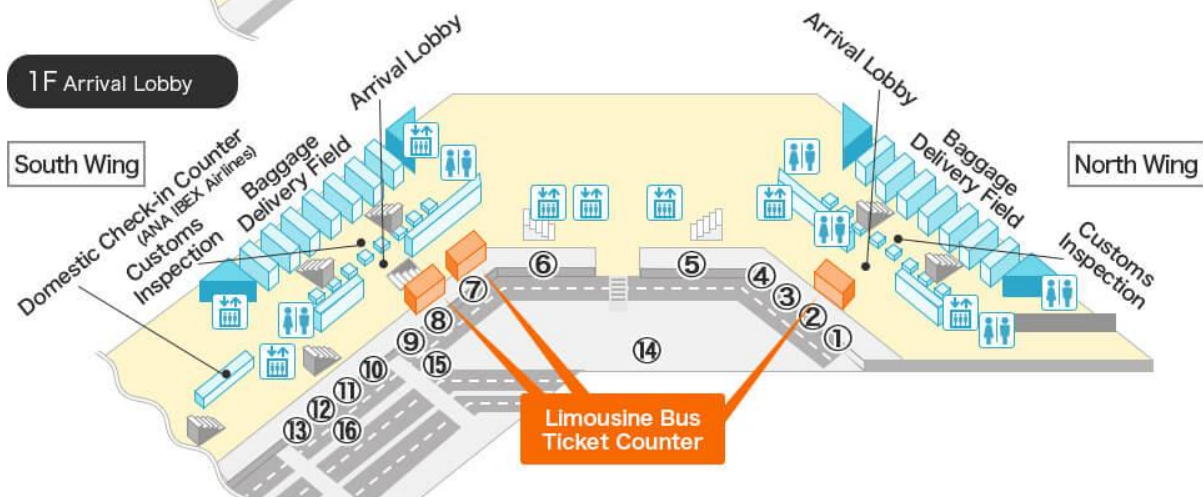 1F Arrival Lobby
South Wing
Domestic Check-in Counter
(ANA IBEX Airlines)
Customs
Inspection
Baggage
Delivery Field
Arrival Lobby
Arrival Lobby
Baggage
Delivery Field
Customs
Inspection
North Wing
⑥
⑤
④
③
②
①
⑦
⑧
⑨
⑩
⑪
⑫
⑬
⑭
⑮
⑯
Limousine Bus
Ticket Counter